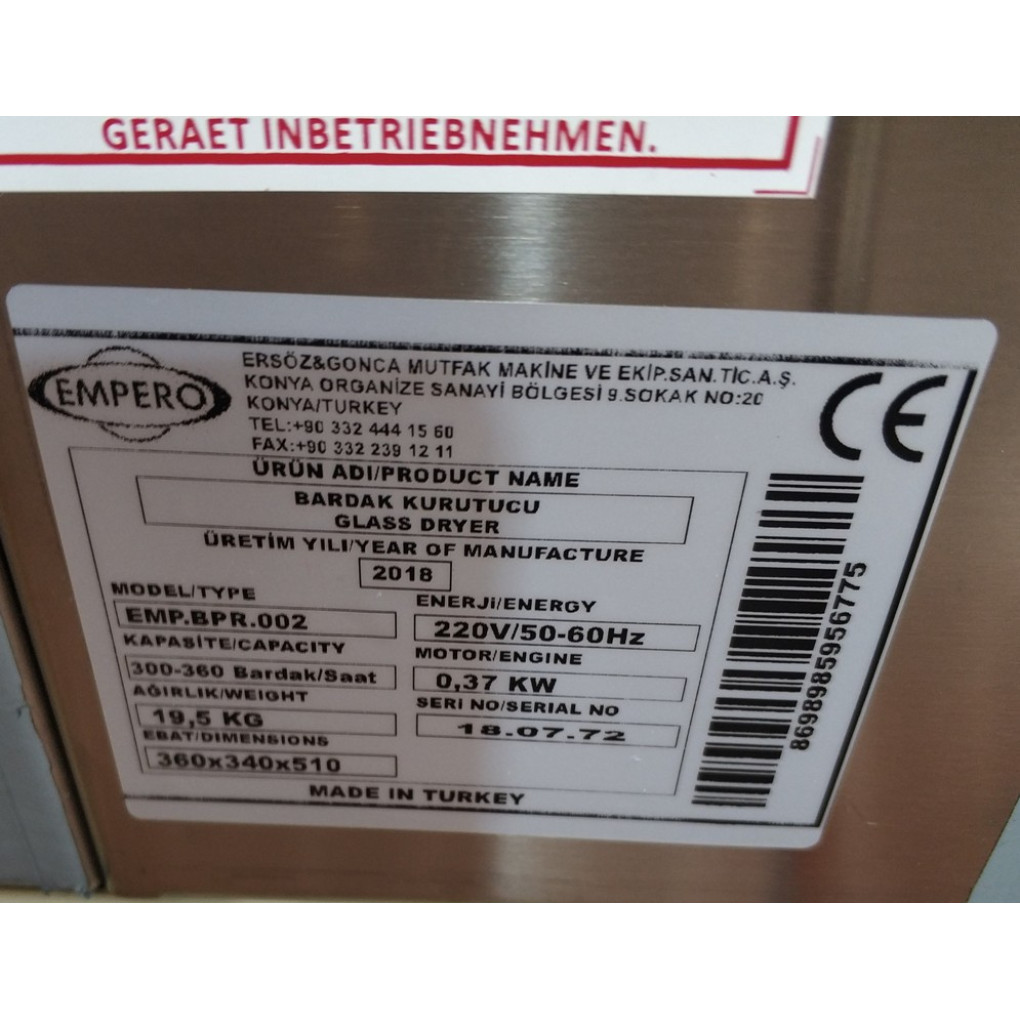 GERAET INBETRIEBNEHMEN.
EMPERO
ERSÖZ&GONCA MUTFAK MAKİNE VE EKİP.SAN.TİC.A.Ş.
KONYA ORGANIZE SANAYİ BÖLGESİ 9.SOKAK NO:20
KONYA/TURKEY
TEL:+90 332 444 15 60
FAX:+90 332 239 12 11
CE
ÜRÜN ADI/PRODUCT NAME
BARDAK KURUTUCU
GLASS DRYER
ÜRETİM YILI/YEAR OF MANUFACTURE
2018
MODEL/TYPE
EMP.BPR.002
KAPASİTE/CAPACITY
300-360 Bardak/Saat
AĞIRLIK/WEIGHT
19,5 KG
EBAT/DIMENSIONS
360x340x510
ENERJİ/ENERGY
220V/50-60Hz
MOTOR/ENGINE
0,37 KW
SERI NO/SERIAL NO
18.07.72
MADE IN TURKEY
8698985956775